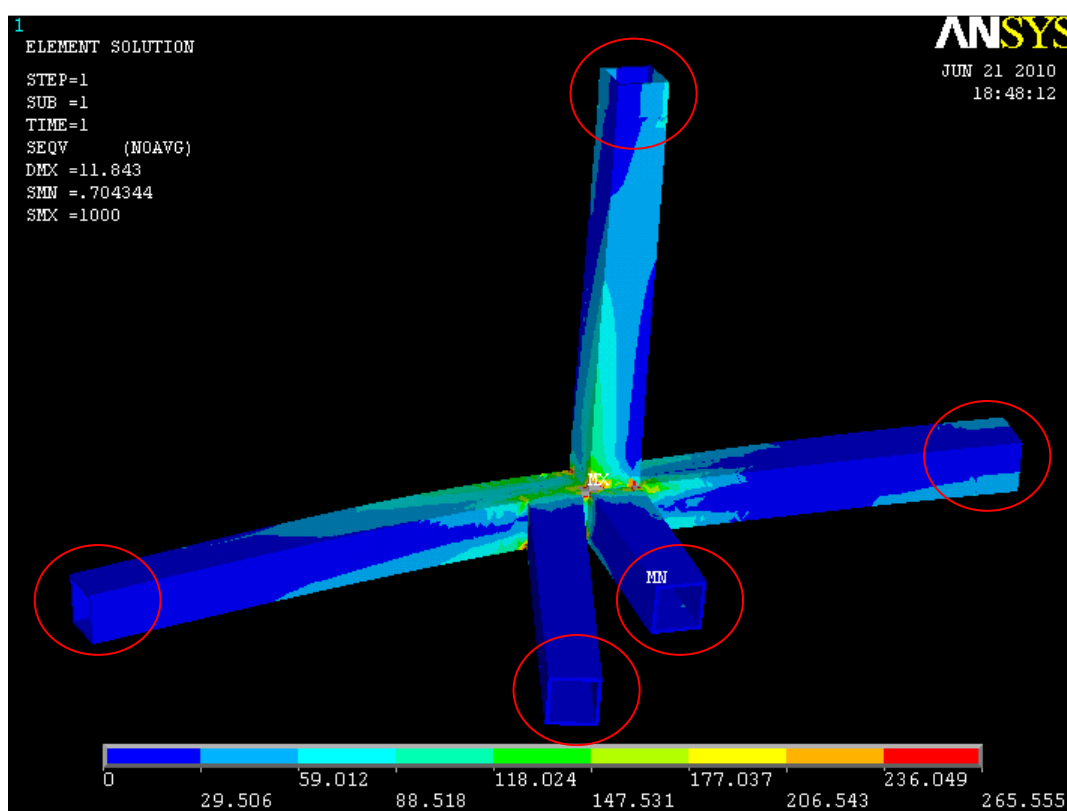 1
ELEMENT SOLUTION
STEP=1
SUB =1
TIME=1
SEQV (NOAVG)
DMX =11.843
SMN =.704344
SMX =1000
ANSYS
JUN 21 2010
18:48:12
MX
MN
0 59.012 118.024 177.037 236.049
29.506 88.518 147.531 206.543 265.555